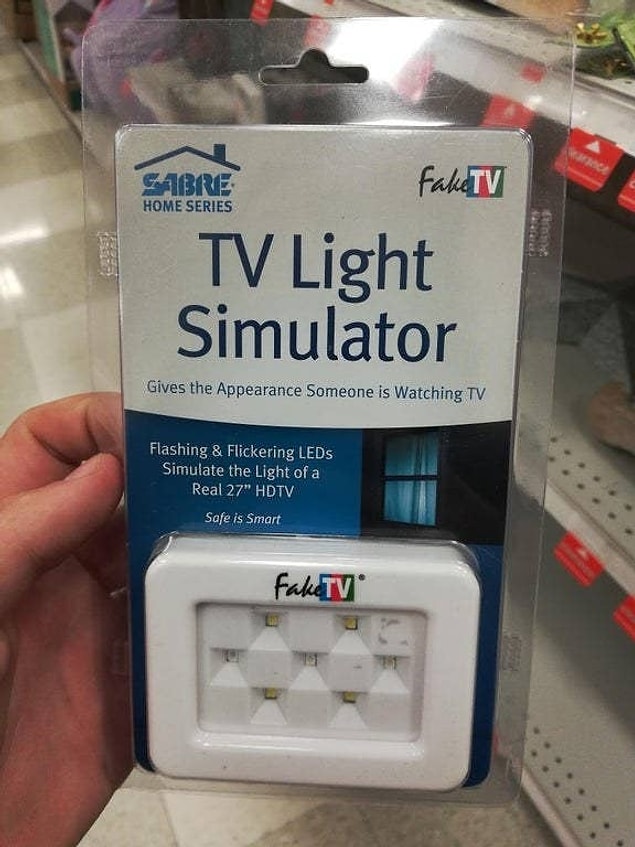 SABRE
HOME SERIES
FakeTV
TV Light
Simulator
Gives the Appearance Someone is Watching TV
Flashing & Flickering LEDs
Simulate the Light of a
Real 27" HDTV
Safe is Smart
FakeTV®
clearance